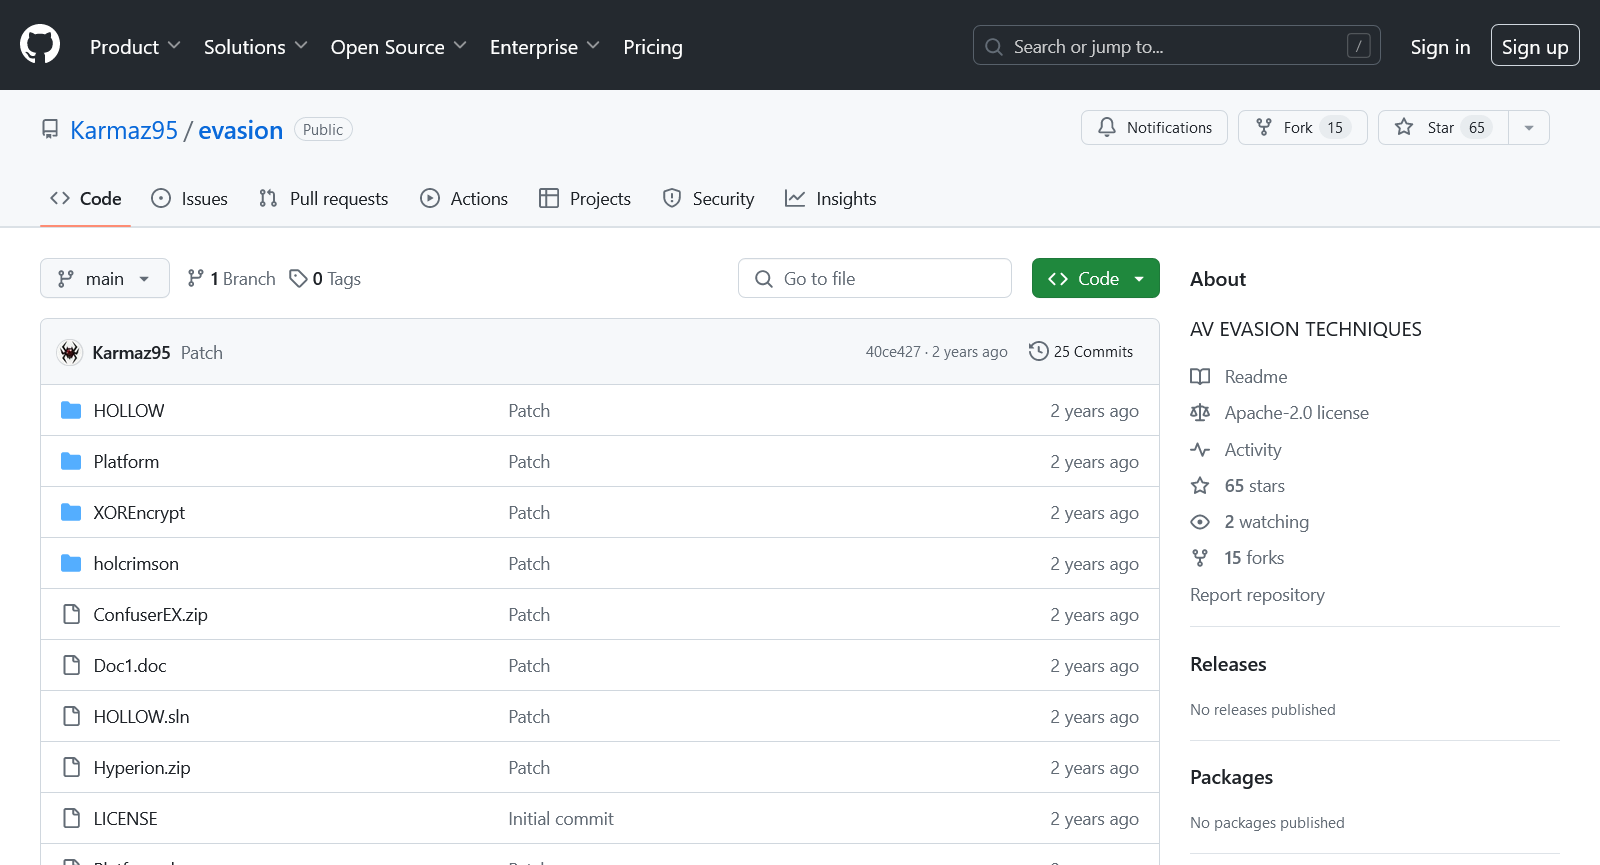 Product Solutions Open Source Enterprise Pricing Search or jump to... / Sign in Sign up
Karmaz95 / evasion Public Notifications Fork 15 Star 65
Code Issues Pull requests Actions Projects Security Insights
main 1 Branch 0 Tags Go to file Code
Karmaz95 Patch 40ce427 · 2 years ago 25 Commits
HOLLOW Patch 2 years ago
Platform Patch 2 years ago
XOREncrypt Patch 2 years ago
holcrimson Patch 2 years ago
ConfuserEX.zip Patch 2 years ago
Doc1.doc Patch 2 years ago
HOLLOW.sln Patch 2 years ago
Hyperion.zip Patch 2 years ago
LICENSE Initial commit 2 years ago
About
AV EVASION TECHNIQUES
Readme
Apache-2.0 license
Activity
65 stars
2 watching
15 forks
Report repository
Releases
No releases published
Packages
No packages published